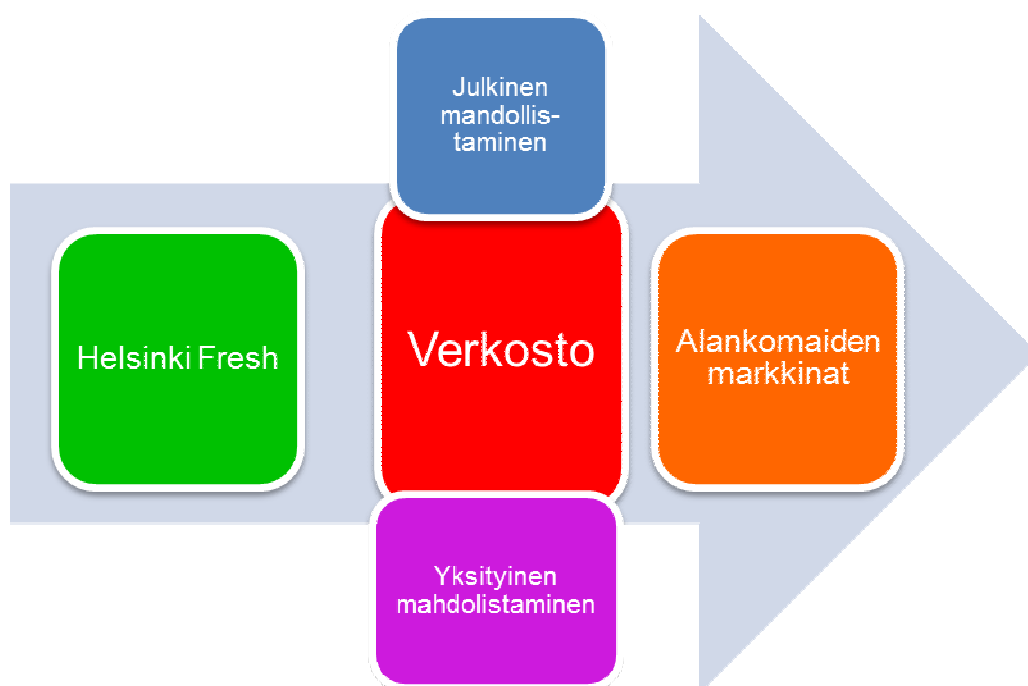 Julkinen
mandollis-
taminen
Helsinki Fresh
Verkosto
Alankomaiden
markkinat
Yksityinen
mahdolistaminen